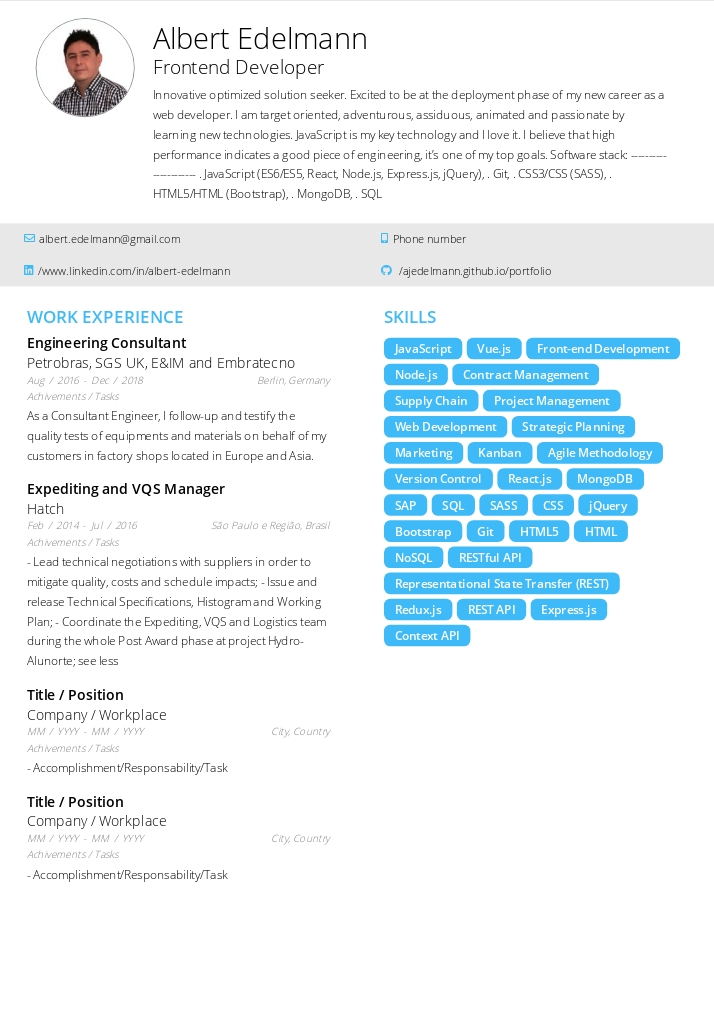 Albert Edelmann
Frontend Developer
Innovative optimized solution seeker. Excited to be at the deployment phase of my new career as a
web developer. I am target oriented, adventurous, assiduous, animated and passionate by
learning new technologies. JavaScript is my key technology and I love it. I believe that high
performance indicates a good piece of engineering, it's one of my top goals. Software stack: ----------
------------ . JavaScript (ES6/ES5, React, Node.js, Express.js, jQuery), . Git, . CSS3/CSS (SASS), .
HTML5/HTML (Bootstrap), . MongoDB, . SQL
albert.edelmann@gmail.com
Phone number
/www.linkedin.com/in/albert-edelmann
/ajedelmann.github.io/portfolio
WORK EXPERIENCE
Engineering Consultant
Petrobras, SGS UK, E&IM and Embratecno
Aug / 2016 - Dec / 2018 Berlin, Germany
Achivements / Tasks
As a Consultant Engineer, I follow-up and testify the
quality tests of equipments and materials on behalf of my
customers in factory shops located in Europe and Asia.
Expediting and VQS Manager
Hatch
Feb / 2014 - Jul / 2016 São Paulo e Região, Brasil
Achivements / Tasks
- Lead technical negotiations with suppliers in order to
mitigate quality, costs and schedule impacts; - Issue and
release Technical Specifications, Histogram and Working
Plan; - Coordinate the Expediting, VQS and Logistics team
during the whole Post Award phase at project Hydro-
Alunorte; see less
Title / Position
Company / Workplace
MM / YYYY - MM / YYYY City, Country
Achivements / Tasks
- Accomplishment/Responsability/Task
Title / Position
Company / Workplace
MM / YYYY - MM / YYYY City, Country
Achivements / Tasks
- Accomplishment/Responsability/Task
SKILLS
JavaScript Vue.js Front-end Development
Node.js Contract Management
Supply Chain Project Management
Web Development Strategic Planning
Marketing Kanban Agile Methodology
Version Control React.js MongoDB
SAP SQL SASS CSS jQuery
Bootstrap Git HTML5 HTML
NoSQL RESTful API
Representational State Transfer (REST)
Redux.js REST API Express.js
Context API